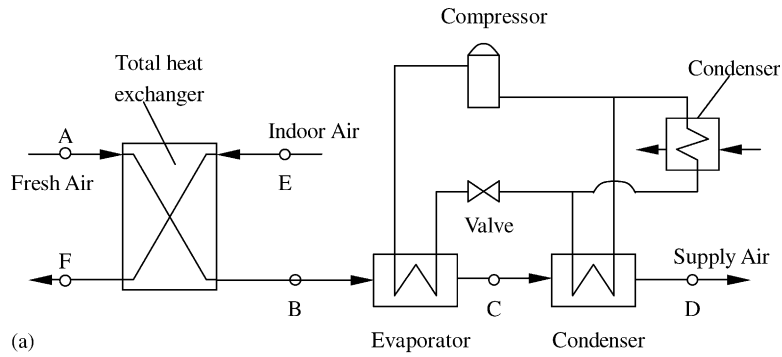 Compressor
Total heat
exchanger
Condenser
A
Indoor Air
Fresh Air
E
Valve
F
Supply Air
B
C
D
(a)
Evaporator
Condenser